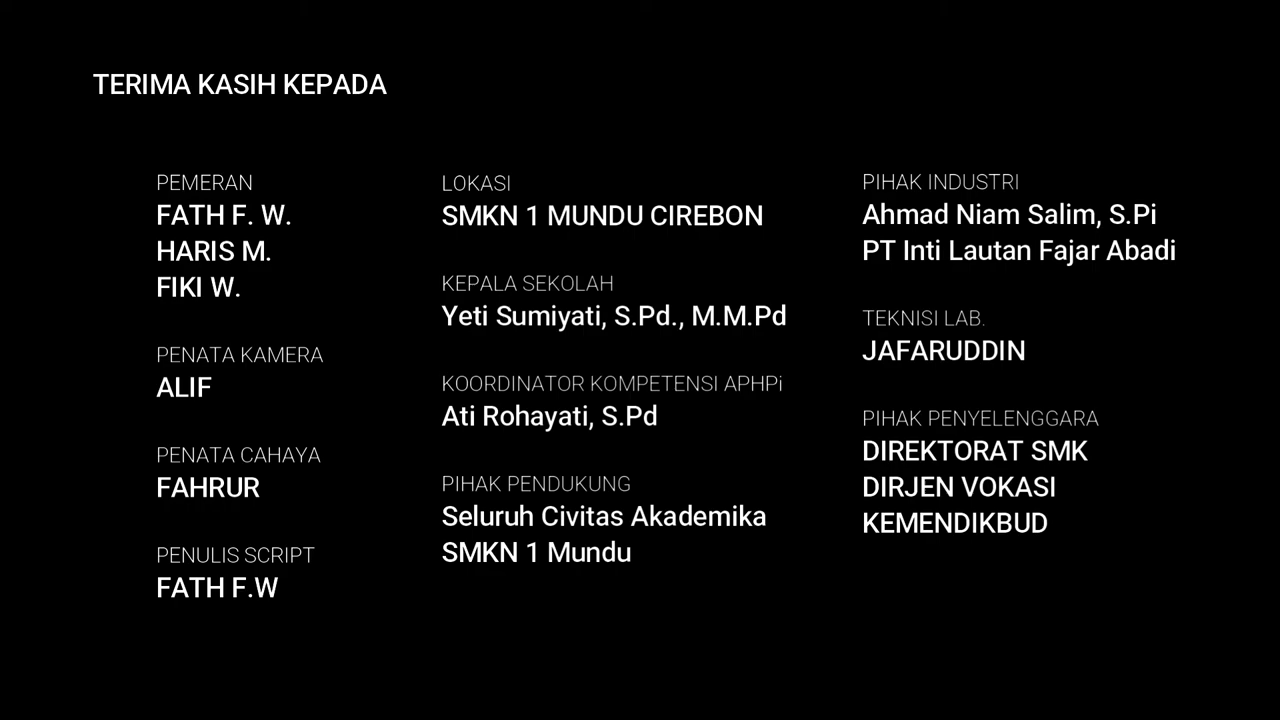 TERIMA KASIH KEPADA
PEMERAN
FATH F. W.
HARIS M.
FIKI W.
PENATA KAMERA
ALIF
PENATA CAHAYA
FAHRUR
PENULIS SCRIPT
FATH F.W
LOKASI
SMKN 1 MUNDU CIREBON
KEPALA SEKOLAH
Yeti Sumiyati, S.Pd., M.M.Pd
KOORDINATOR KOMPETENSI APHPi
Ati Rohayati, S.Pd
PIHAK PENDUKUNG
Seluruh Civitas Akademika
SMKN 1 Mundu
PIHAK INDUSTRI
Ahmad Niam Salim, S.Pi
PT Inti Lautan Fajar Abadi
TEKNISI LAB.
JAFARUDDIN
PIHAK PENYELENGGARA
DIREKTORAT SMK
DIRJEN VOKASI
KEMENDIKBUD